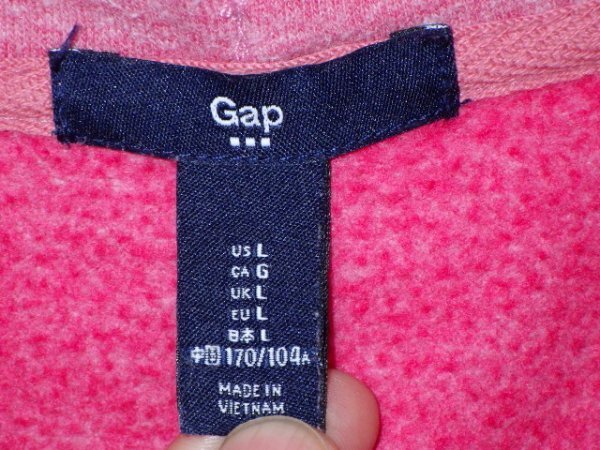 Gap
US L
CA G
UK L
EU L
日本 L
中国 170/104A
MADE IN
VIETNAM